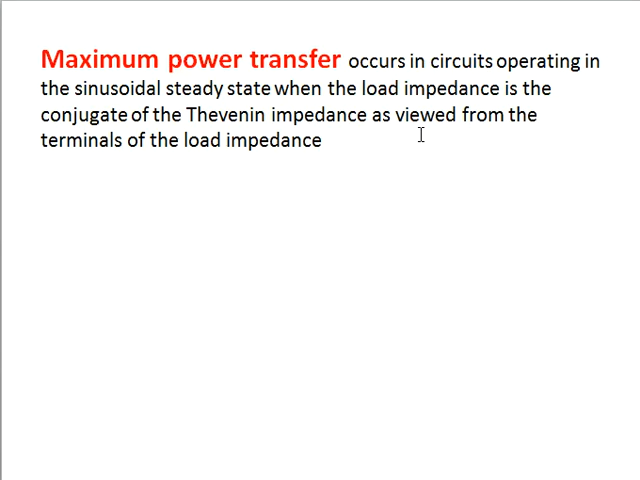 Maximum power transfer occurs in circuits operating in
the sinusoidal steady state when the load impedance is the
conjugate of the Thevenin impedance as viewed from the
terminals of the load impedance